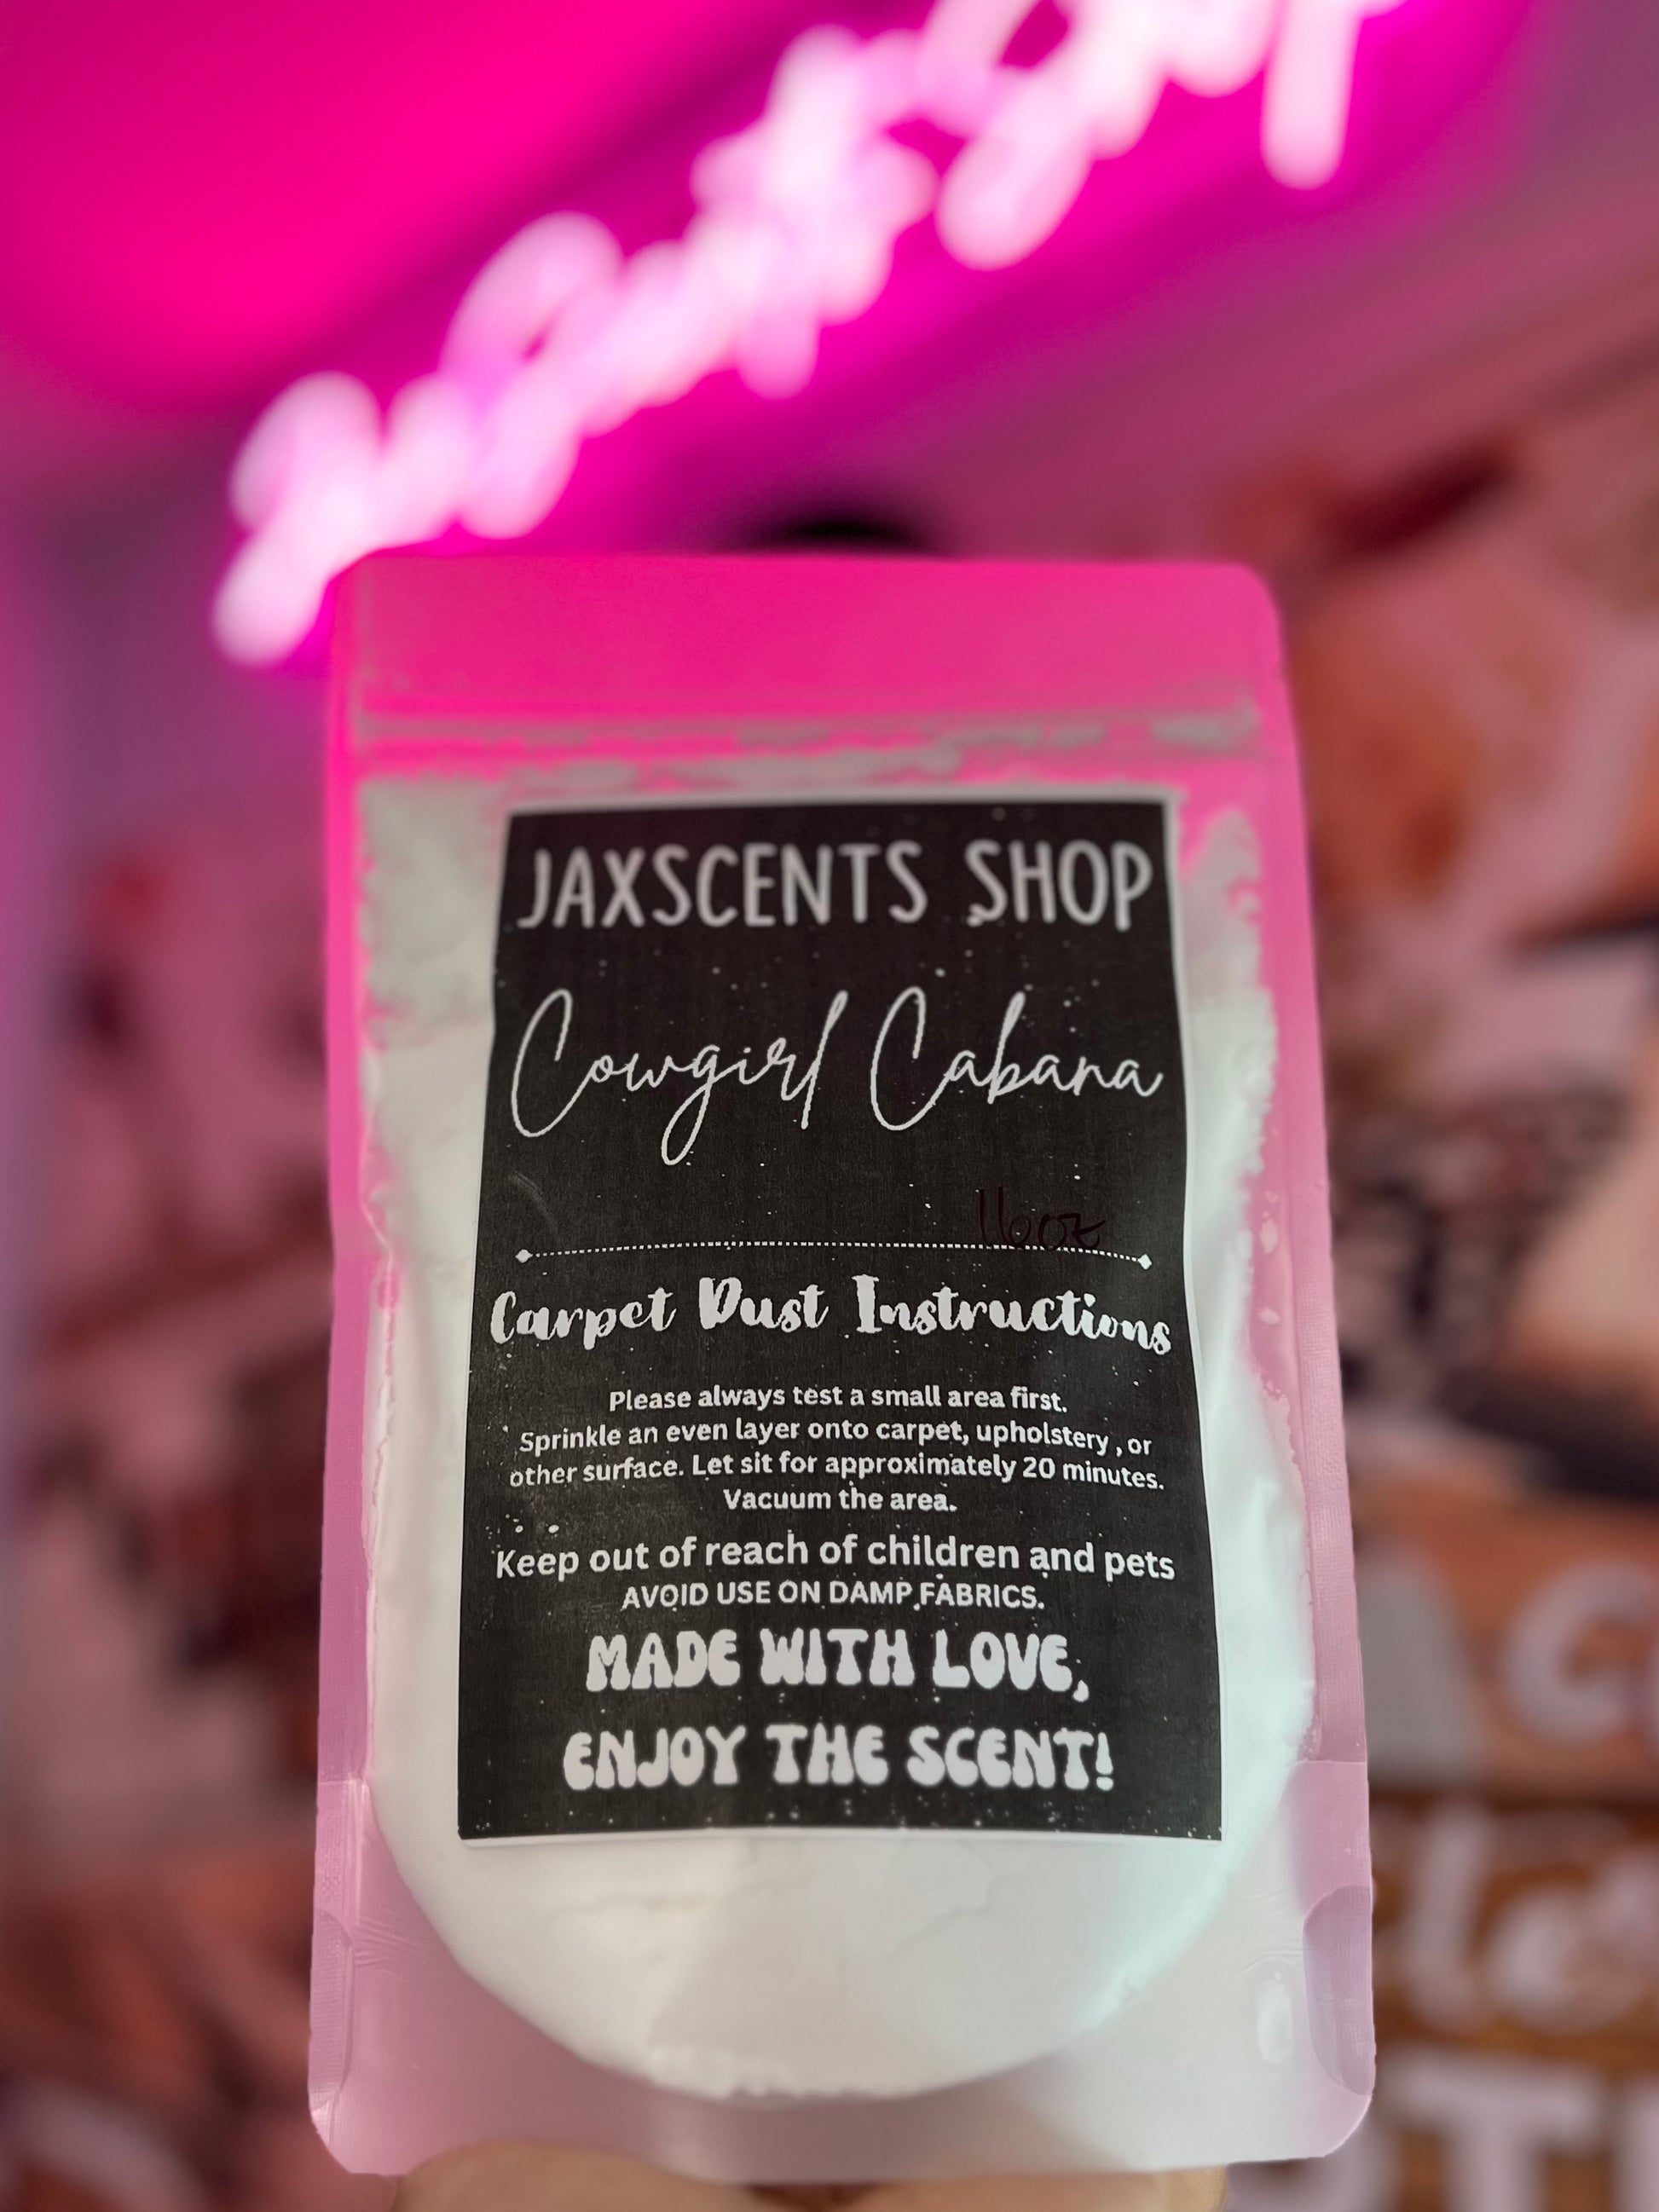 JAXSCENTS SHOP
Cowgirl Cabana
16oz
Carpet Dust Instructions
Please always test a small area first.
Sprinkle an even layer onto carpet, upholstery , or
other surface. Let sit for approximately 20 minutes.
Vacuum the area.
Keep out of reach of children and pets
AVOID USE ON DAMP FABRICS.
MADE WITH LOVE,
ENJOY THE SCENT!